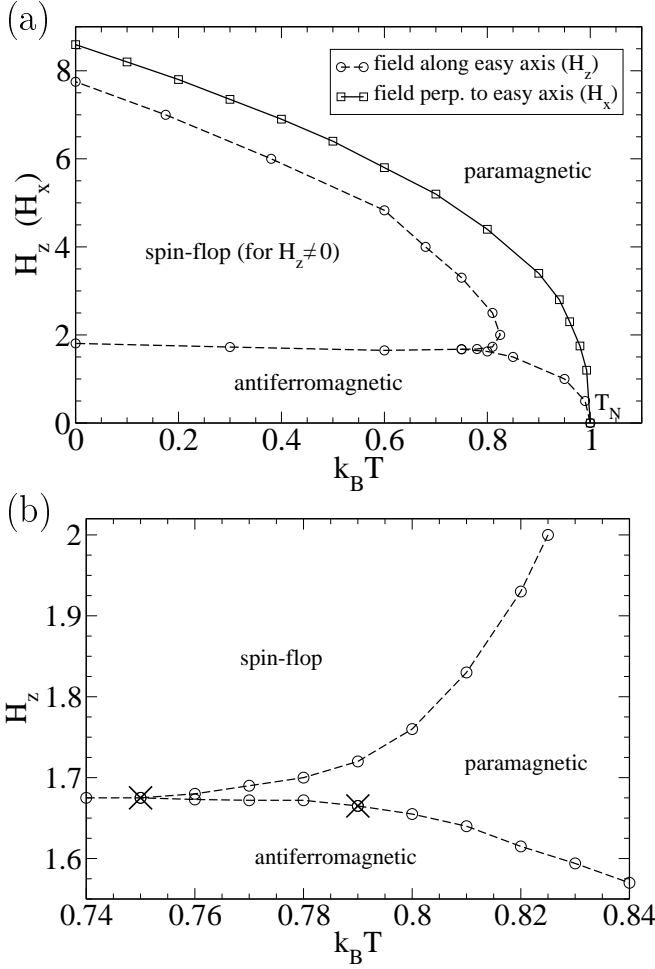 (a)
field along easy axis (H_z)
field perp. to easy axis (H_x)
paramagnetic
spin-flop (for H_z≠0)
antiferromagnetic
T_N
H_z (H_x)
8
6
4
2
0
0 0.2 0.4 0.6 0.8 1
k_BT
(b)
2
1.9
1.8
1.7
1.6
H_z
spin-flop
paramagnetic
antiferromagnetic
0.74 0.76 0.78 0.8 0.82 0.84
k_BT